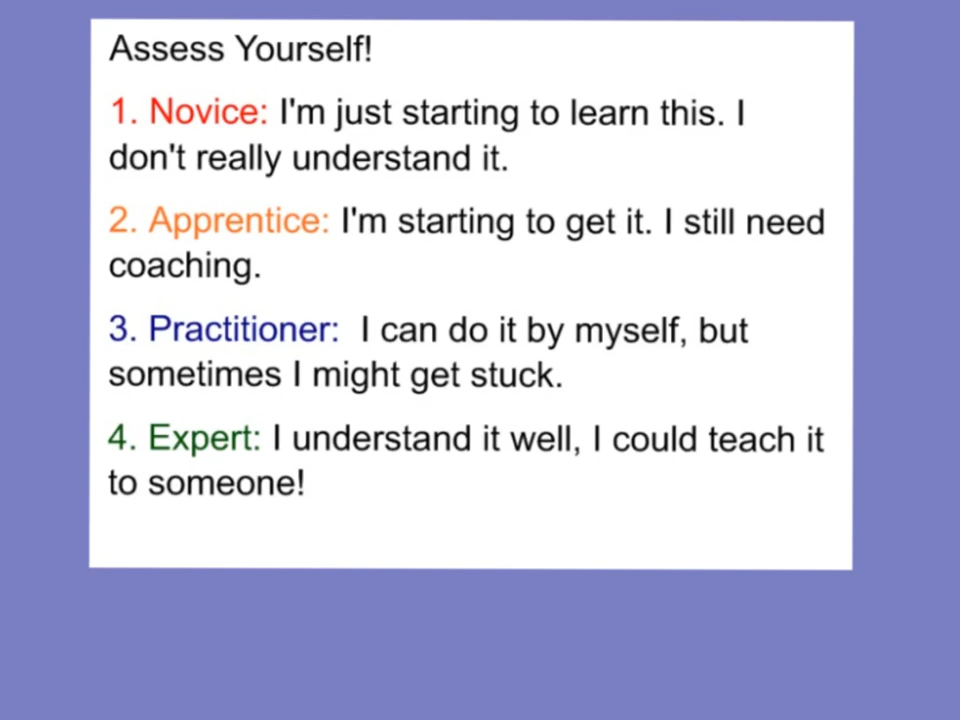 Assess Yourself!
1. Novice: I'm just starting to learn this. I
don't really understand it.
2. Apprentice: I'm starting to get it. I still need
coaching.
3. Practitioner:  I can do it by myself, but
sometimes I might get stuck.
4. Expert: I understand it well, I could teach it
to someone!